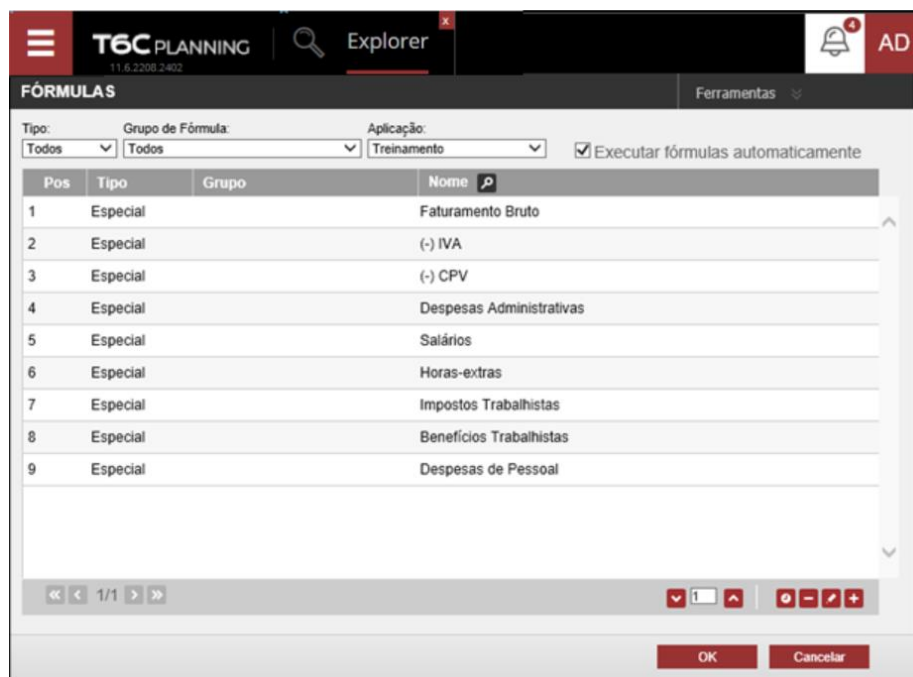 T6C PLANNING
11.6.2208.2402
Explorer
x
4
AD
FÓRMULAS
Ferramentas
Tipo: Grupo de Fórmula: Aplicação:
Todos Todos Treinamento Executar fórmulas automaticamente
Pos Tipo Grupo Nome
1 Especial Faturamento Bruto
2 Especial (-) IVA
3 Especial (-) CPV
4 Especial Despesas Administrativas
5 Especial Salários
6 Especial Horas-extras
7 Especial Impostos Trabalhistas
8 Especial Benefícios Trabalhistas
9 Especial Despesas de Pessoal
1/1 1
OK Cancelar